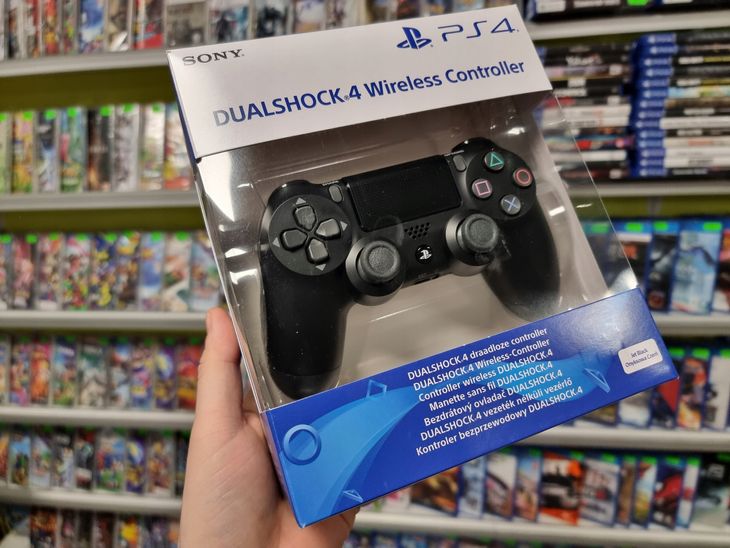 SONY
PS4
DUALSHOCK®4 Wireless Controller
DUALSHOCK®4 draadloze controller
DUALSHOCK®4 Wireless-Controller
Controller wireless DUALSHOCK®4
Manette sans fil DUALSHOCK®4
Bezdrátový ovladač DUALSHOCK®4
DUALSHOCK®4 vezeték nélküli vezérlő
Kontroler bezprzewodowy DUALSHOCK®4
Jet Black
Onyksowa Czerń